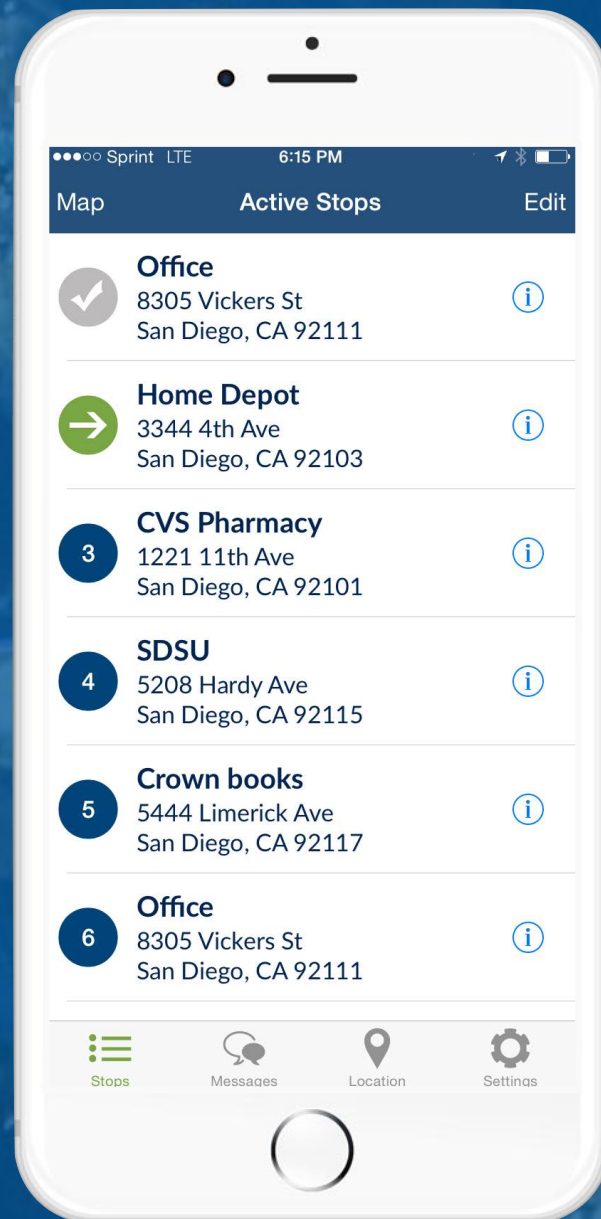 Sprint LTE 6:15 PM
Map Active Stops Edit
Office
8305 Vickers St
San Diego, CA 92111
Home Depot
3344 4th Ave
San Diego, CA 92103
3
CVS Pharmacy
1221 11th Ave
San Diego, CA 92101
4
SDSU
5208 Hardy Ave
San Diego, CA 92115
5
Crown books
5444 Limerick Ave
San Diego, CA 92117
6
Office
8305 Vickers St
San Diego, CA 92111
Stops Messages Location Settings